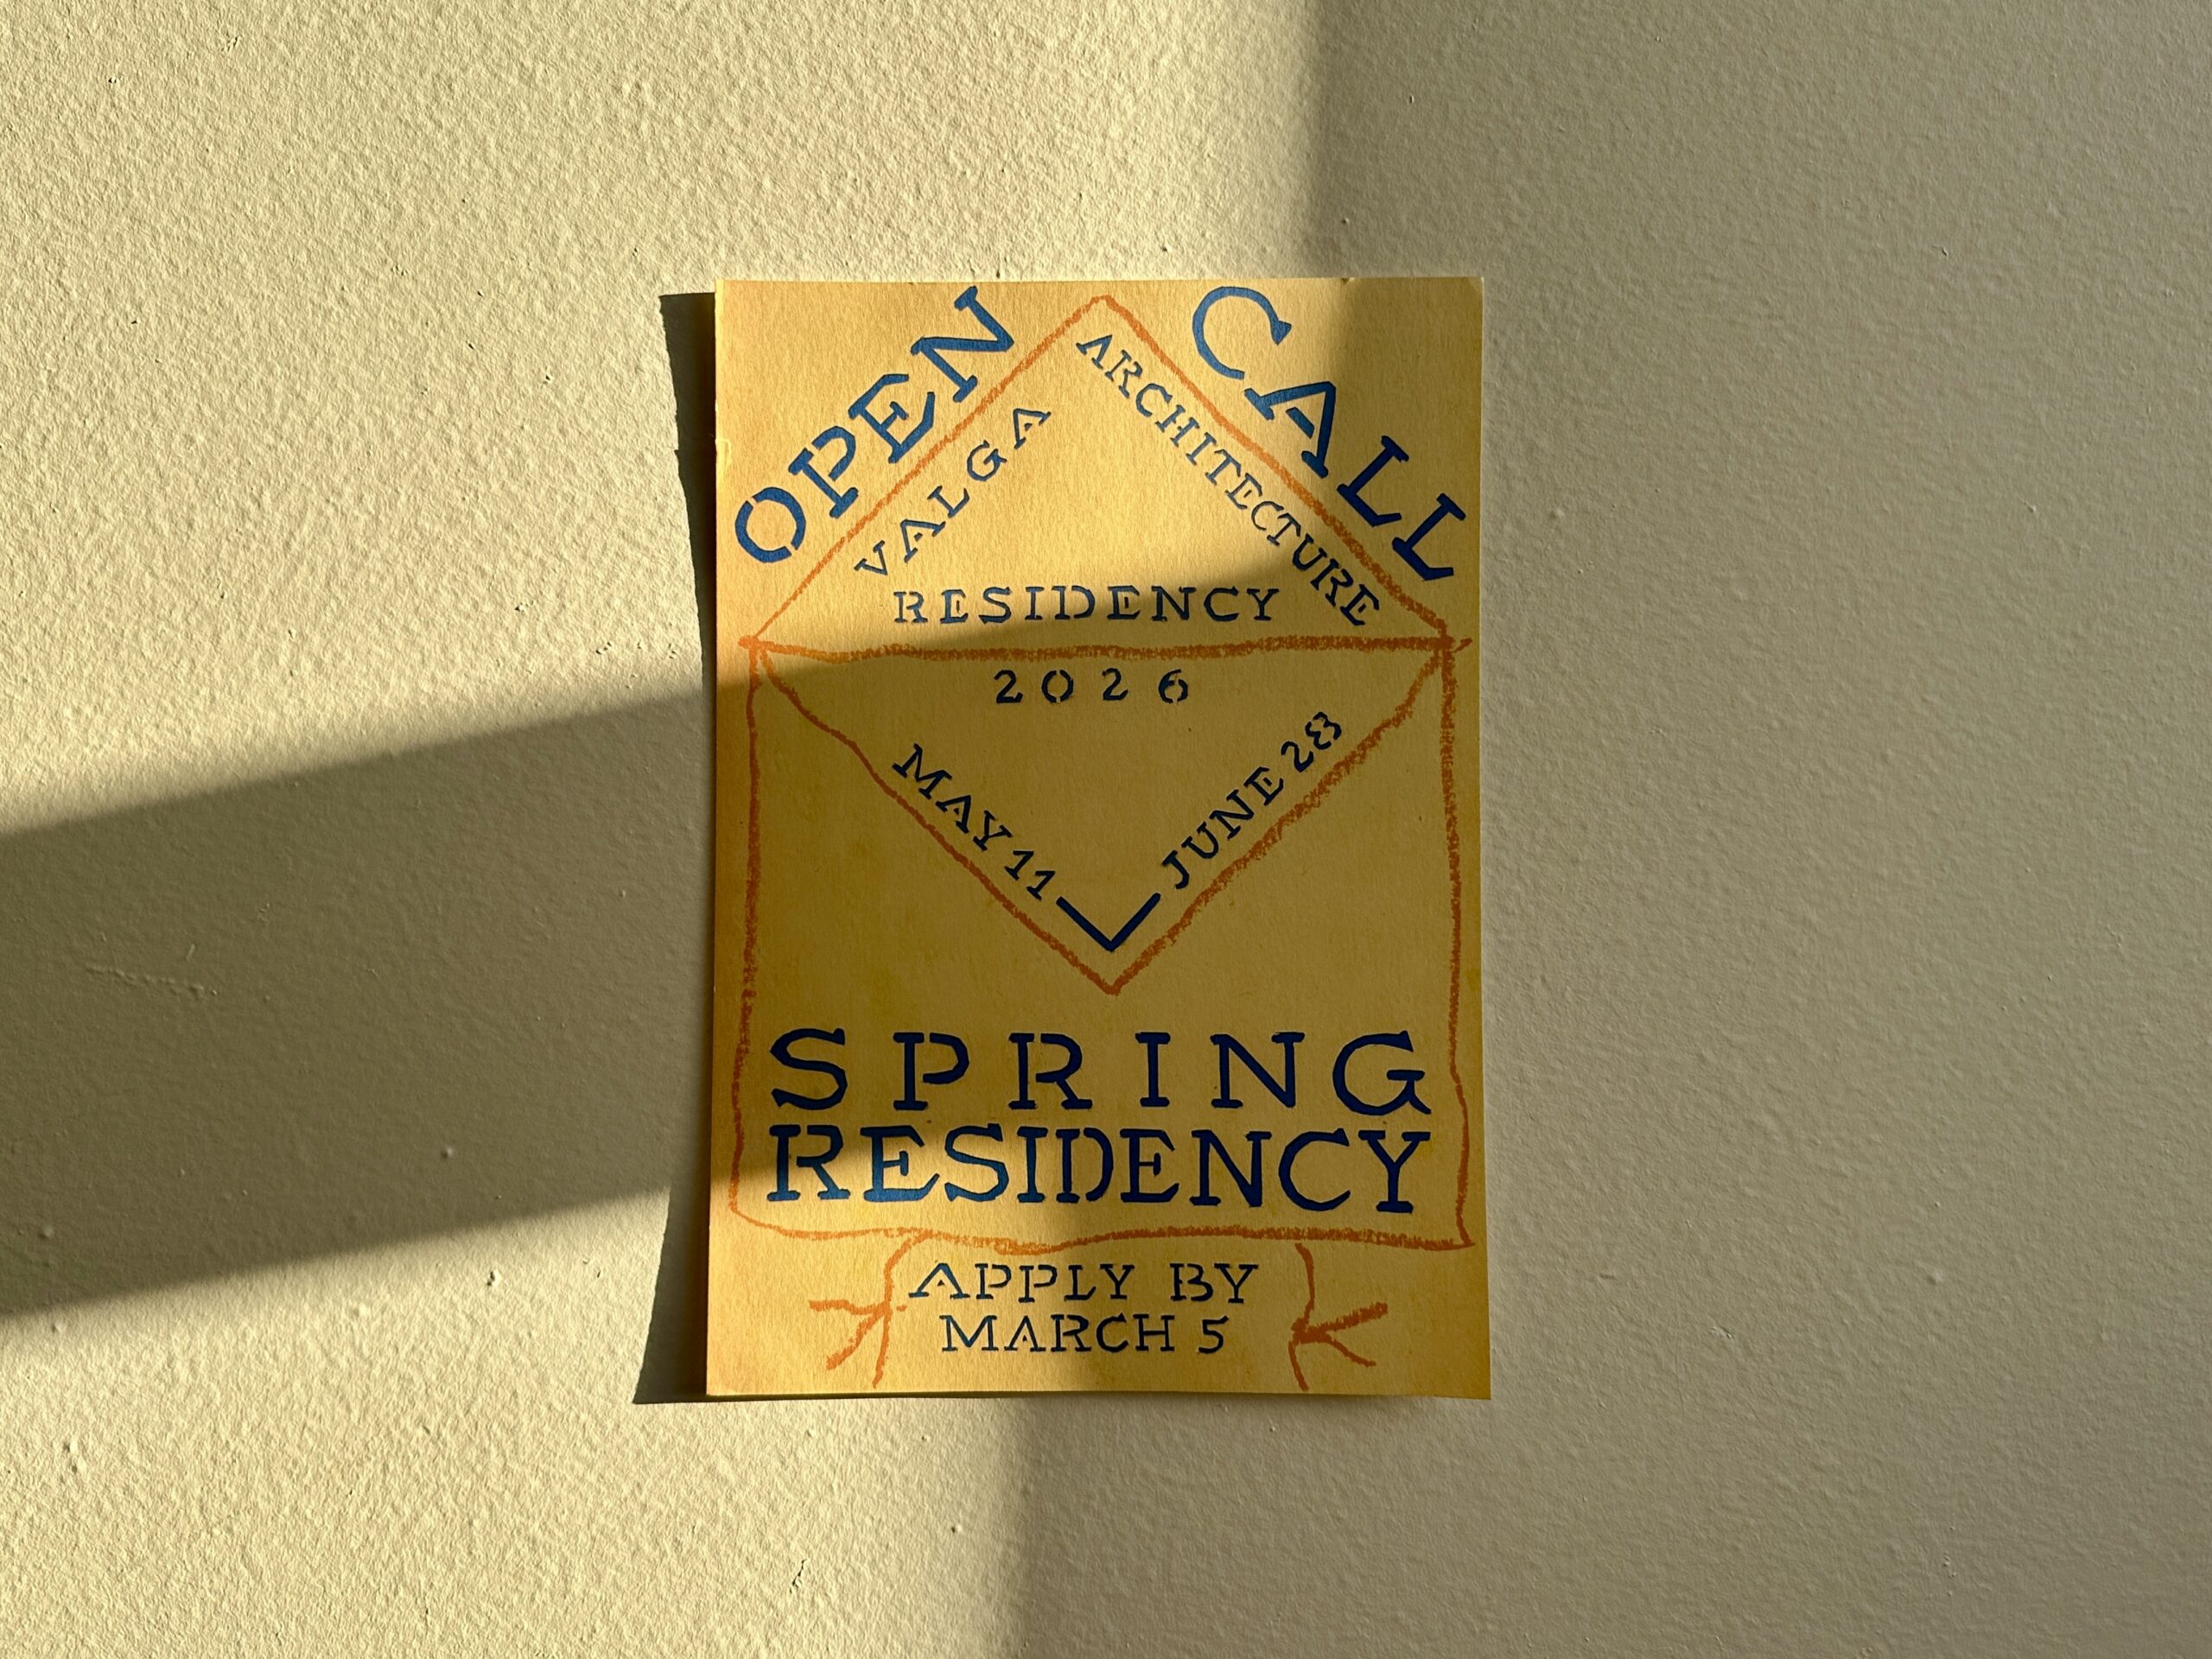 OPEN CALL
VALGA
ARCHITECTURE
RESIDENCY
2026
MAY 11
JUNE 28
SPRING
RESIDENCY
APPLY BY
MARCH 5